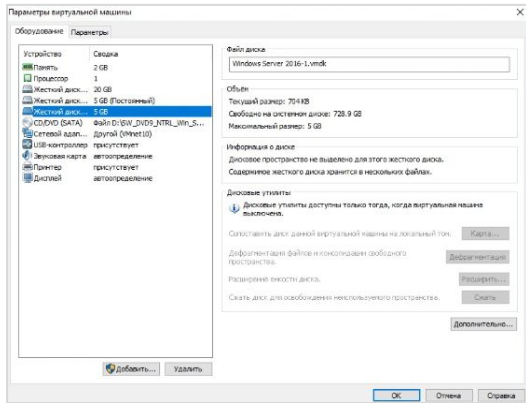 Параметры виртуальной машины
Оборудование Параметры
Устройство Сводка
Память 2 GB
Процессор 1
Жесткий диск... 20 GB
Жесткий диск... 5 GB (Постоянный)
Жесткий диск... 5 GB
CD/DVD (SATA) Файл D:\SW_DVD9_NTRL_Win_S...
Сетевой адап... Другой (VMnet10)
USB-контроллер присутствует
Звуковая карта автоопределение
Принтер присутствует
Дисплей автоопределение
Добавить... Удалить
Файл диска
Windows Server 2016-1.vmdk
Объём
Текущий размер: 704 KB
Свободно на системном диске: 728.9 GB
Максимальный размер: 5 GB
Информация о диске
Дисковое пространство не выделено для этого жесткого диска.
Содержимое жесткого диска хранится в нескольких файлах.
Дисковые утилиты
Дисковые утилиты доступны только тогда, когда виртуальная машина
выключена.
Сопоставить диск данной виртуальной машины на локальный том. Карта...
Дефрагментация файлов и консолидации свободного
пространства. Дефрагментация
Расширение емкости диска. Расширить...
Сжать диск для освобождения неиспользуемого пространства. Сжать
Дополнительно...
OK Отмена Справка